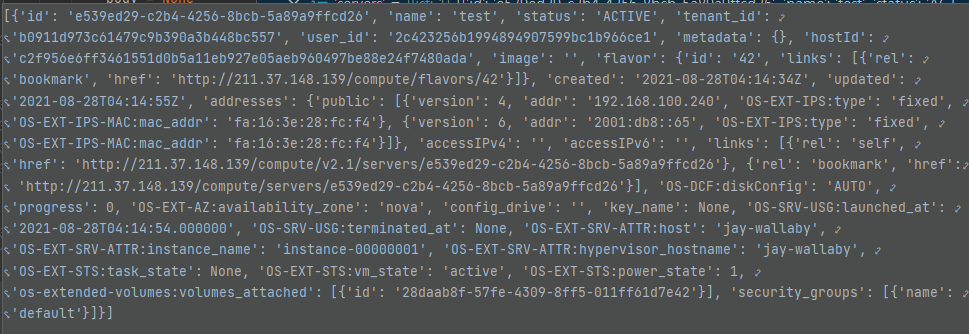 [{'id': 'e539ed29-c2b4-4256-8bcb-5a89a9ffcd26', 'name': 'test', 'status': 'ACTIVE', 'tenant_id':
'b0911d973c61479c9b390a3b448bc557', 'user_id': '2c423256b1994894907599bc1b966ce1', 'metadata': {}, 'hostId':
'c2f956e6ff3461551d0b5a11eb927e05aeb960497be88e24f7480ada', 'image': '', 'flavor': {'id': '42', 'links': [{'rel':
'bookmark', 'href': 'http://211.37.148.139/compute/flavors/42'}]}, 'created': '2021-08-28T04:14:34Z', 'updated':
'2021-08-28T04:14:55Z', 'addresses': {'public': [{'version': 4, 'addr': '192.168.100.240', 'OS-EXT-IPS:type': 'fixed',
'OS-EXT-IPS-MAC:mac_addr': 'fa:16:3e:28:fc:f4'}, {'version': 6, 'addr': '2001:db8::65', 'OS-EXT-IPS:type': 'fixed',
'OS-EXT-IPS-MAC:mac_addr': 'fa:16:3e:28:fc:f4'}]}, 'accessIPv4': '', 'accessIPv6': '', 'links': [{'rel': 'self',
'href': 'http://211.37.148.139/compute/v2.1/servers/e539ed29-c2b4-4256-8bcb-5a89a9ffcd26'}, {'rel': 'bookmark', 'href':
'http://211.37.148.139/compute/servers/e539ed29-c2b4-4256-8bcb-5a89a9ffcd26'}], 'OS-DCF:diskConfig': 'AUTO',
'progress': 0, 'OS-EXT-AZ:availability_zone': 'nova', 'config_drive': '', 'key_name': None, 'OS-SRV-USG:launched_at':
'2021-08-28T04:14:54.000000', 'OS-SRV-USG:terminated_at': None, 'OS-EXT-SRV-ATTR:host': 'jay-wallaby',
'OS-EXT-SRV-ATTR:instance_name': 'instance-00000001', 'OS-EXT-SRV-ATTR:hypervisor_hostname': 'jay-wallaby',
'OS-EXT-STS:task_state': None, 'OS-EXT-STS:vm_state': 'active', 'OS-EXT-STS:power_state': 1,
'os-extended-volumes:volumes_attached': [{'id': '28daab8f-57fe-4309-8ff5-011ff61d7e42'}], 'security_groups': [{'name':
'default'}]}]